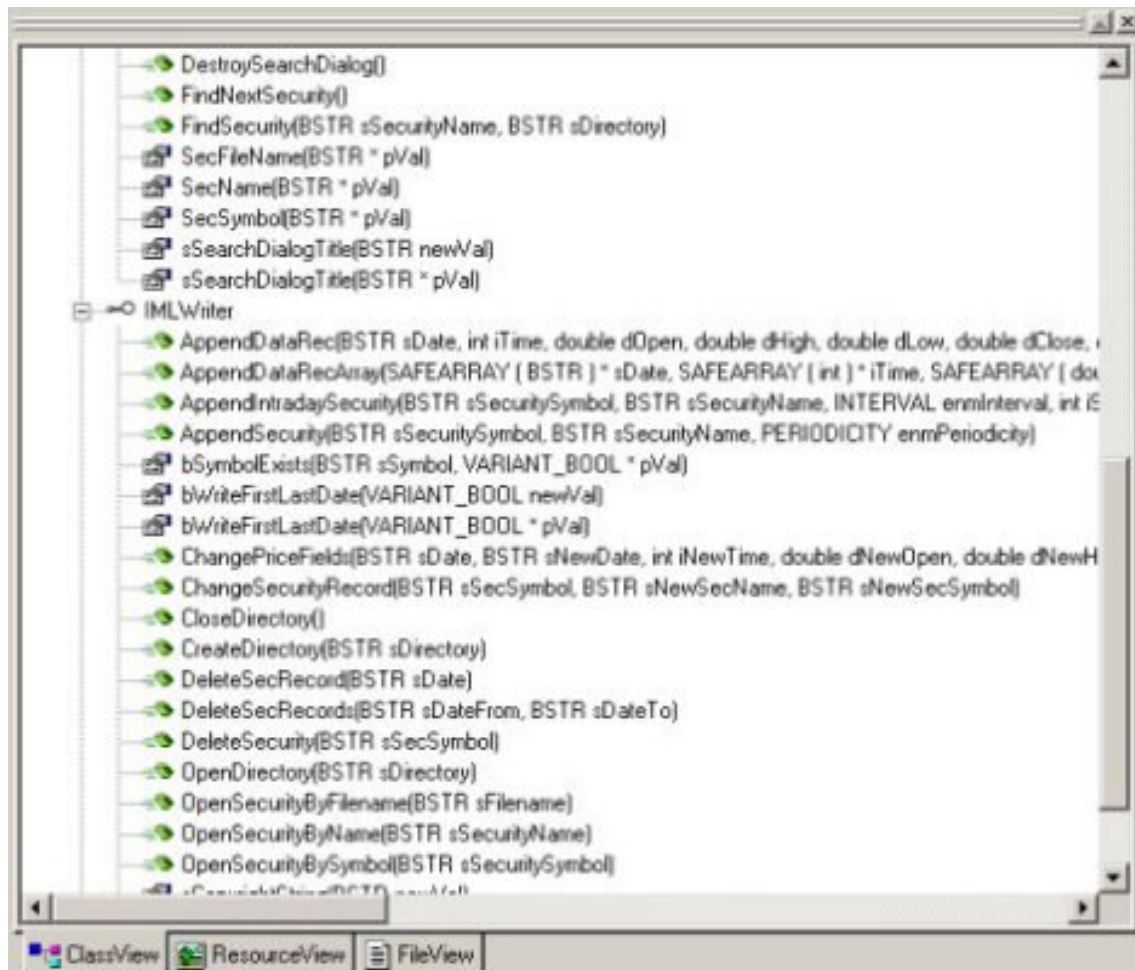 DestroySearchDialog()
FindNextSecurity()
FindSecurity(BSTR sSecurityName, BSTR sDirectory)
SecFileName(BSTR * pVal)
SecName(BSTR * pVal)
SecSymbol(BSTR * pVal)
sSearchDialogTitle(BSTR newVal)
sSearchDialogTitle(BSTR * pVal)
IMLWriter
AppendDataRec(BSTR sDate, int iTime, double dOpen, double dHigh, double dLow, double dClose,
AppendDataRecArray(SAFEARRAY ( BSTR ) * sDate, SAFEARRAY ( int ) * iTime, SAFEARRAY ( dou
AppendIntradaySecurity(BSTR sSecuritySymbol, BSTR sSecurityName, INTERVAL enmInterval, int iS
AppendSecurity(BSTR sSecuritySymbol, BSTR sSecurityName, PERIODICITY enmPeriodicity)
bSymbolExists(BSTR sSymbol, VARIANT_BOOL * pVal)
bWriteFirstLastDate(VARIANT_BOOL newVal)
bWriteFirstLastDate(VARIANT_BOOL * pVal)
ChangePriceFields(BSTR sDate, BSTR sNewDate, int iNewTime, double dNewOpen, double dNewH
ChangeSecurityRecord(BSTR sSecSymbol, BSTR sNewSecName, BSTR sNewSecSymbol)
CloseDirectory()
CreateDirectory(BSTR sDirectory)
DeleteSecRecord(BSTR sDate)
DeleteSecRecords(BSTR sDateFrom, BSTR sDateTo)
DeleteSecurity(BSTR sSecSymbol)
OpenDirectory(BSTR sDirectory)
OpenSecurityByFilename(BSTR sFilename)
OpenSecurityByName(BSTR sSecurityName)
OpenSecurityBySymbol(BSTR sSecuritySymbol)
sCopyrightString(BSTR newVal)
ClassView ResourceView FileView